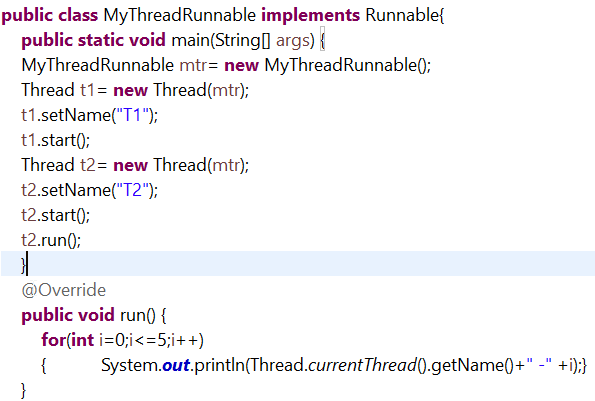 public class MyThreadRunnable implements Runnable{
public static void main(String[] args) {
MyThreadRunnable mtr= new MyThreadRunnable();
Thread t1= new Thread(mtr);
t1.setName("T1");
t1.start();
Thread t2= new Thread(mtr);
t2.setName("T2");
t2.start();
t2.run();
}
@Override
public void run() {
for(int i=0;i<=5;i++)
{ System.out.println(Thread.currentThread().getName()+" -" +i);}
}